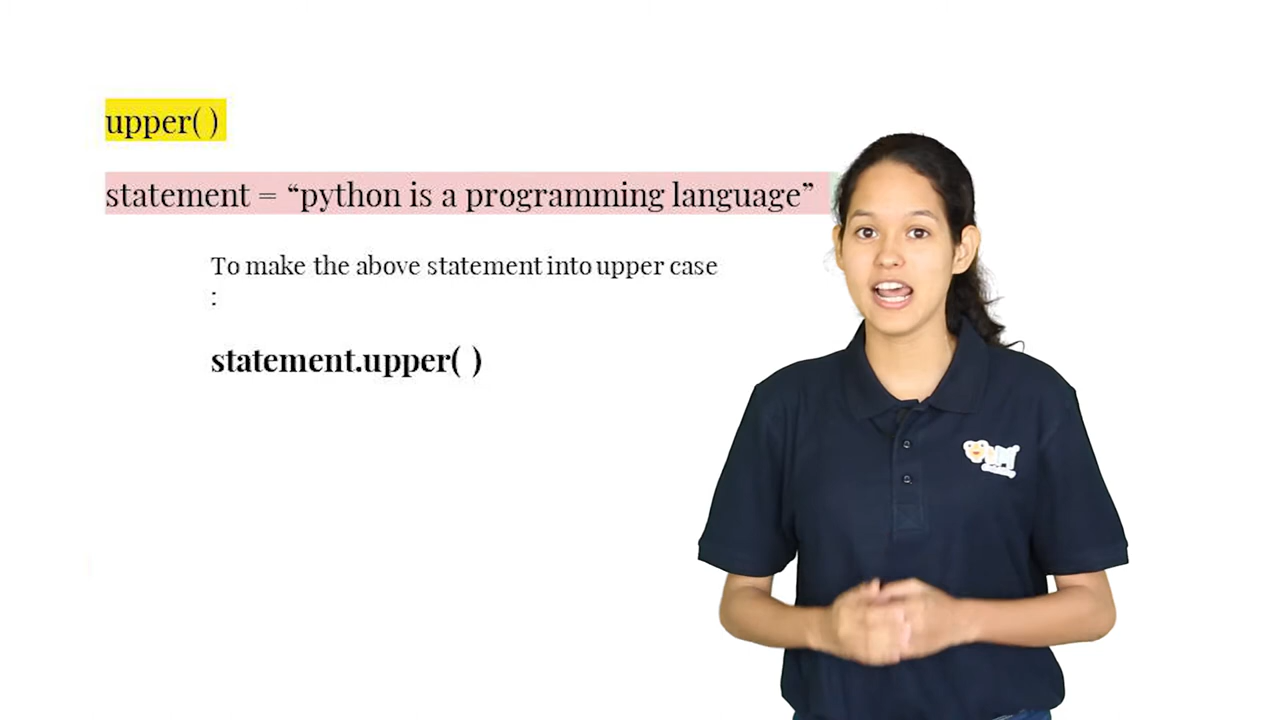 upper( )
statement = “python is a programming language”
To make the above statement into upper case
:
statement.upper( )